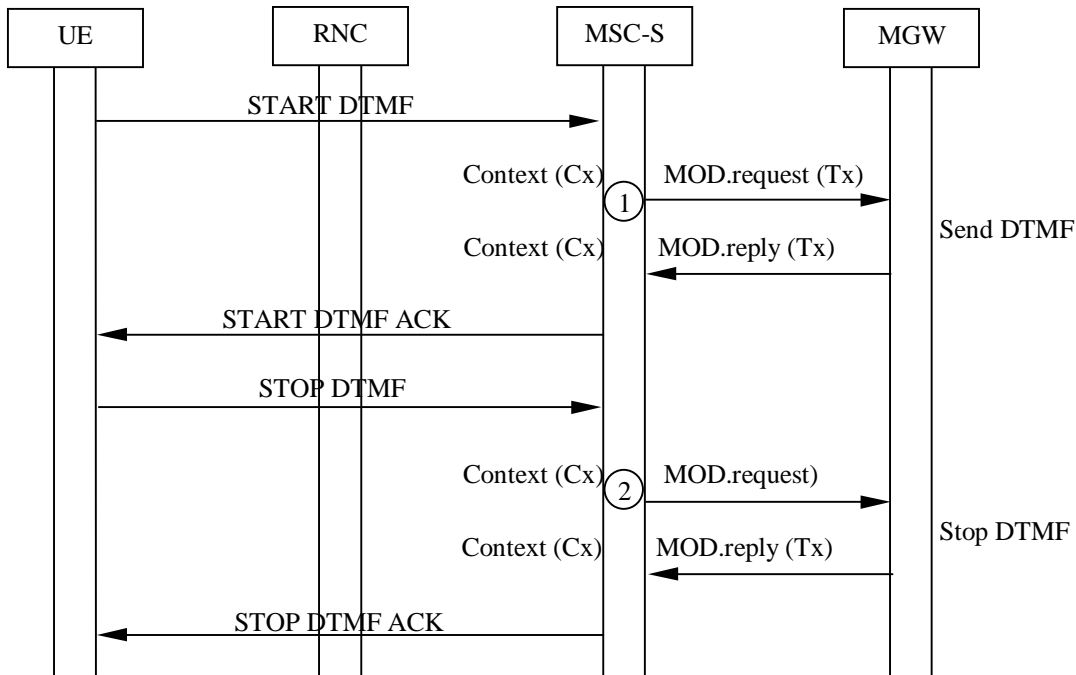 UE
RNC
MSC-S
MGW
START DTMF
Context (Cx)
MOD.request (Tx)
1
Send DTMF
Context (Cx)
MOD.reply (Tx)
START DTMF ACK
STOP DTMF
Context (Cx)
MOD.request)
2
Stop DTMF
Context (Cx)
MOD.reply (Tx)
STOP DTMF ACK